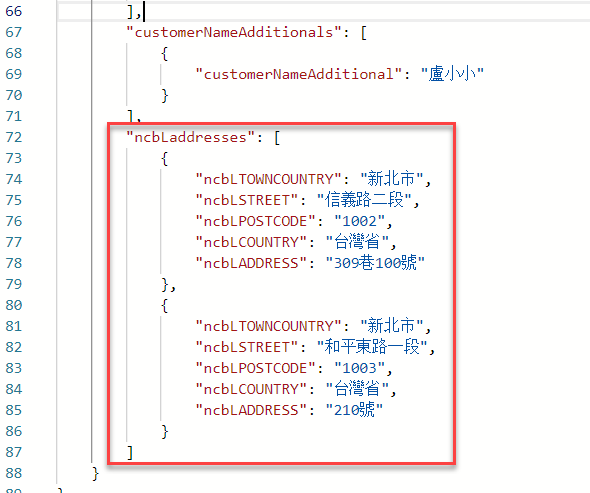 66 ],
67 "customerNameAdditionals": [
68 {
69 "customerNameAdditional": "盧小小"
70 }
71 ],
72 "ncbLaddresses": [
73 {
74 "ncbLTOWNCOUNTRY": "新北市",
75 "ncbLSTREET": "信義路二段",
76 "ncbLPOSTCODE": "1002",
77 "ncbLCOUNTRY": "台灣省",
78 "ncbLADDRESS": "309巷100號"
79 },
80 {
81 "ncbLTOWNCOUNTRY": "新北市",
82 "ncbLSTREET": "和平東路一段",
83 "ncbLPOSTCODE": "1003",
84 "ncbLCOUNTRY": "台灣省",
85 "ncbLADDRESS": "210號"
86 }
87 ]
88 }
89 }